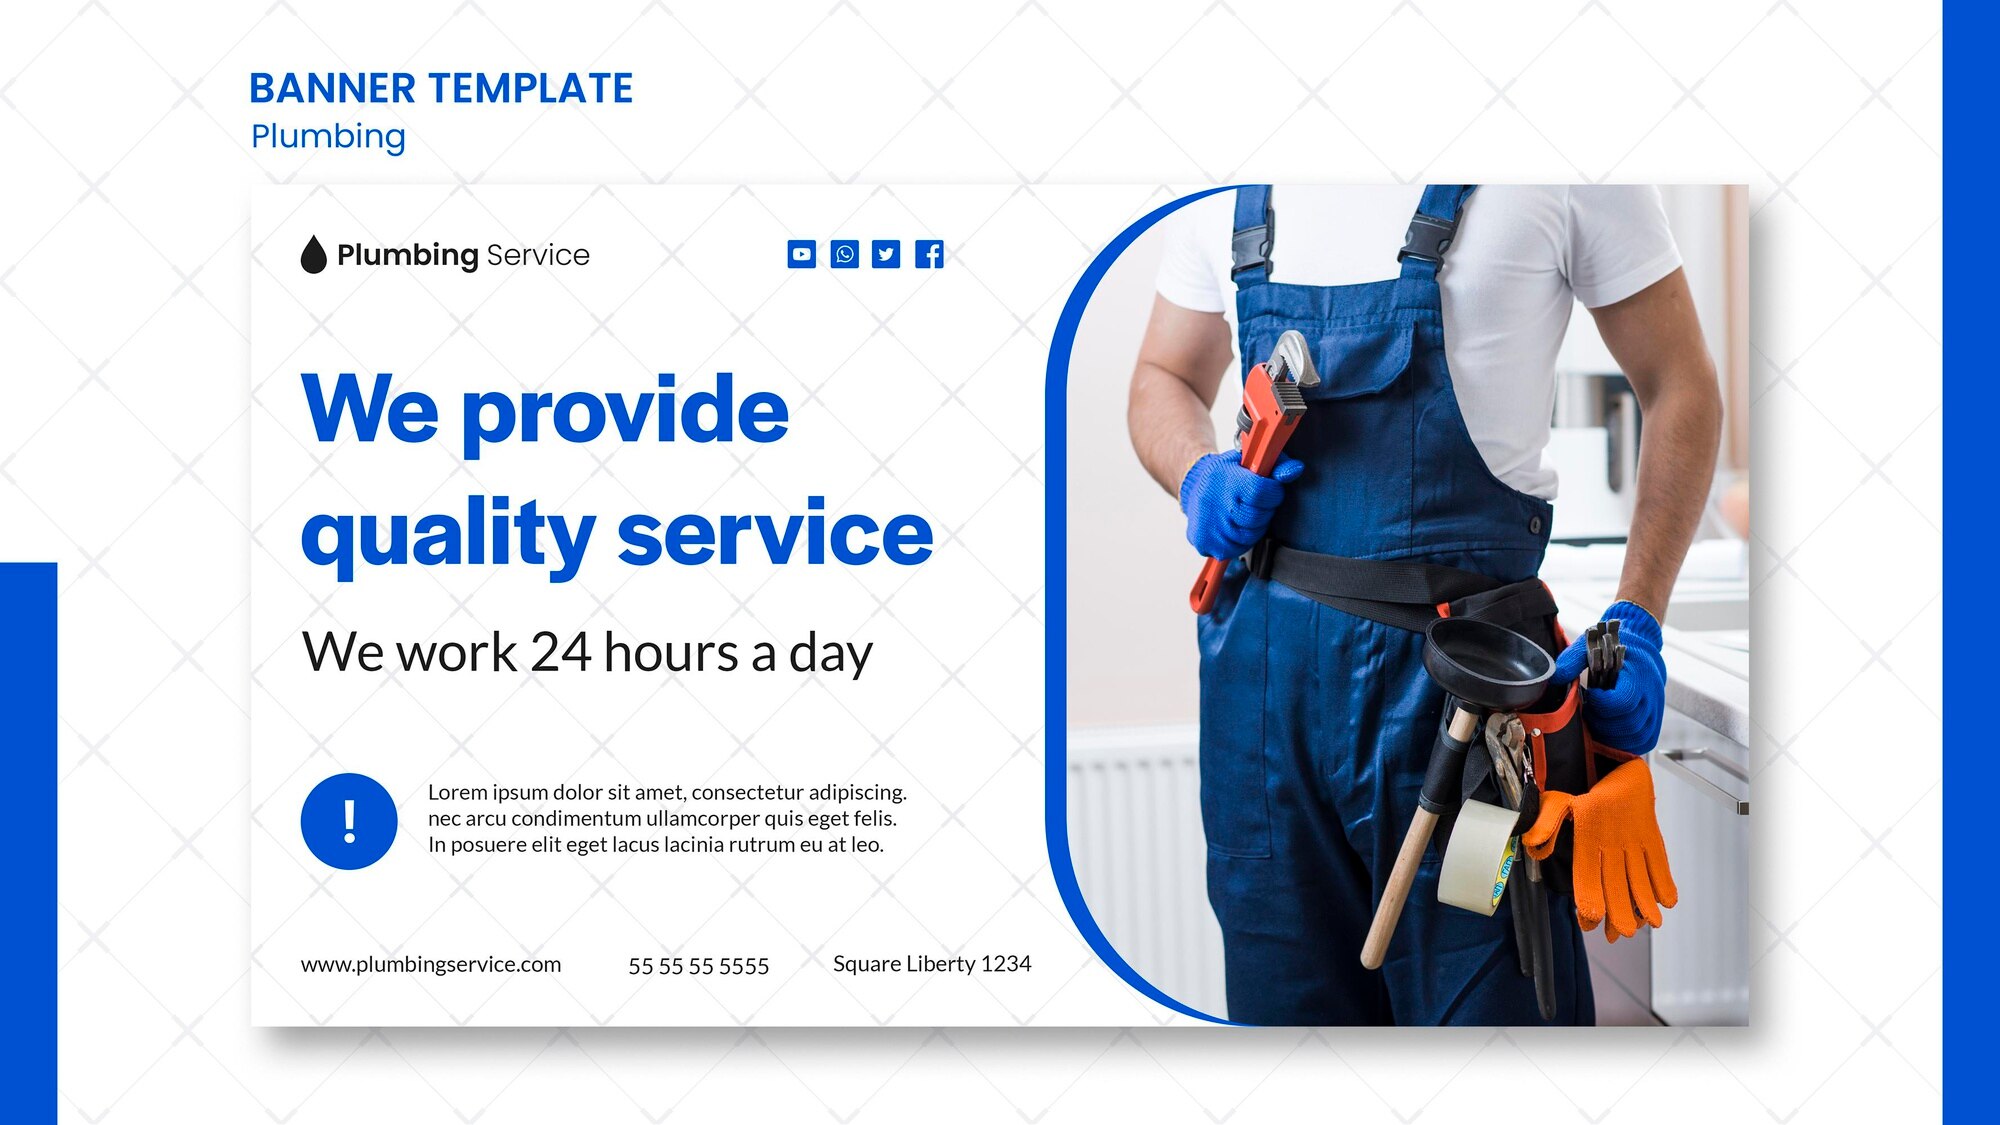 BANNER TEMPLATE
Plumbing
Plumbing Service
We provide
quality service
We work 24 hours a day
!
Lorem ipsum dolor sit amet, consectetur adipiscing.
nec arcu condimentum ullamcorper quis eget felis.
In posuere elit eget lacus lacinia rutrum eu at leo.
www.plumbingservice.com
55 55 55 5555
Square Liberty 1234